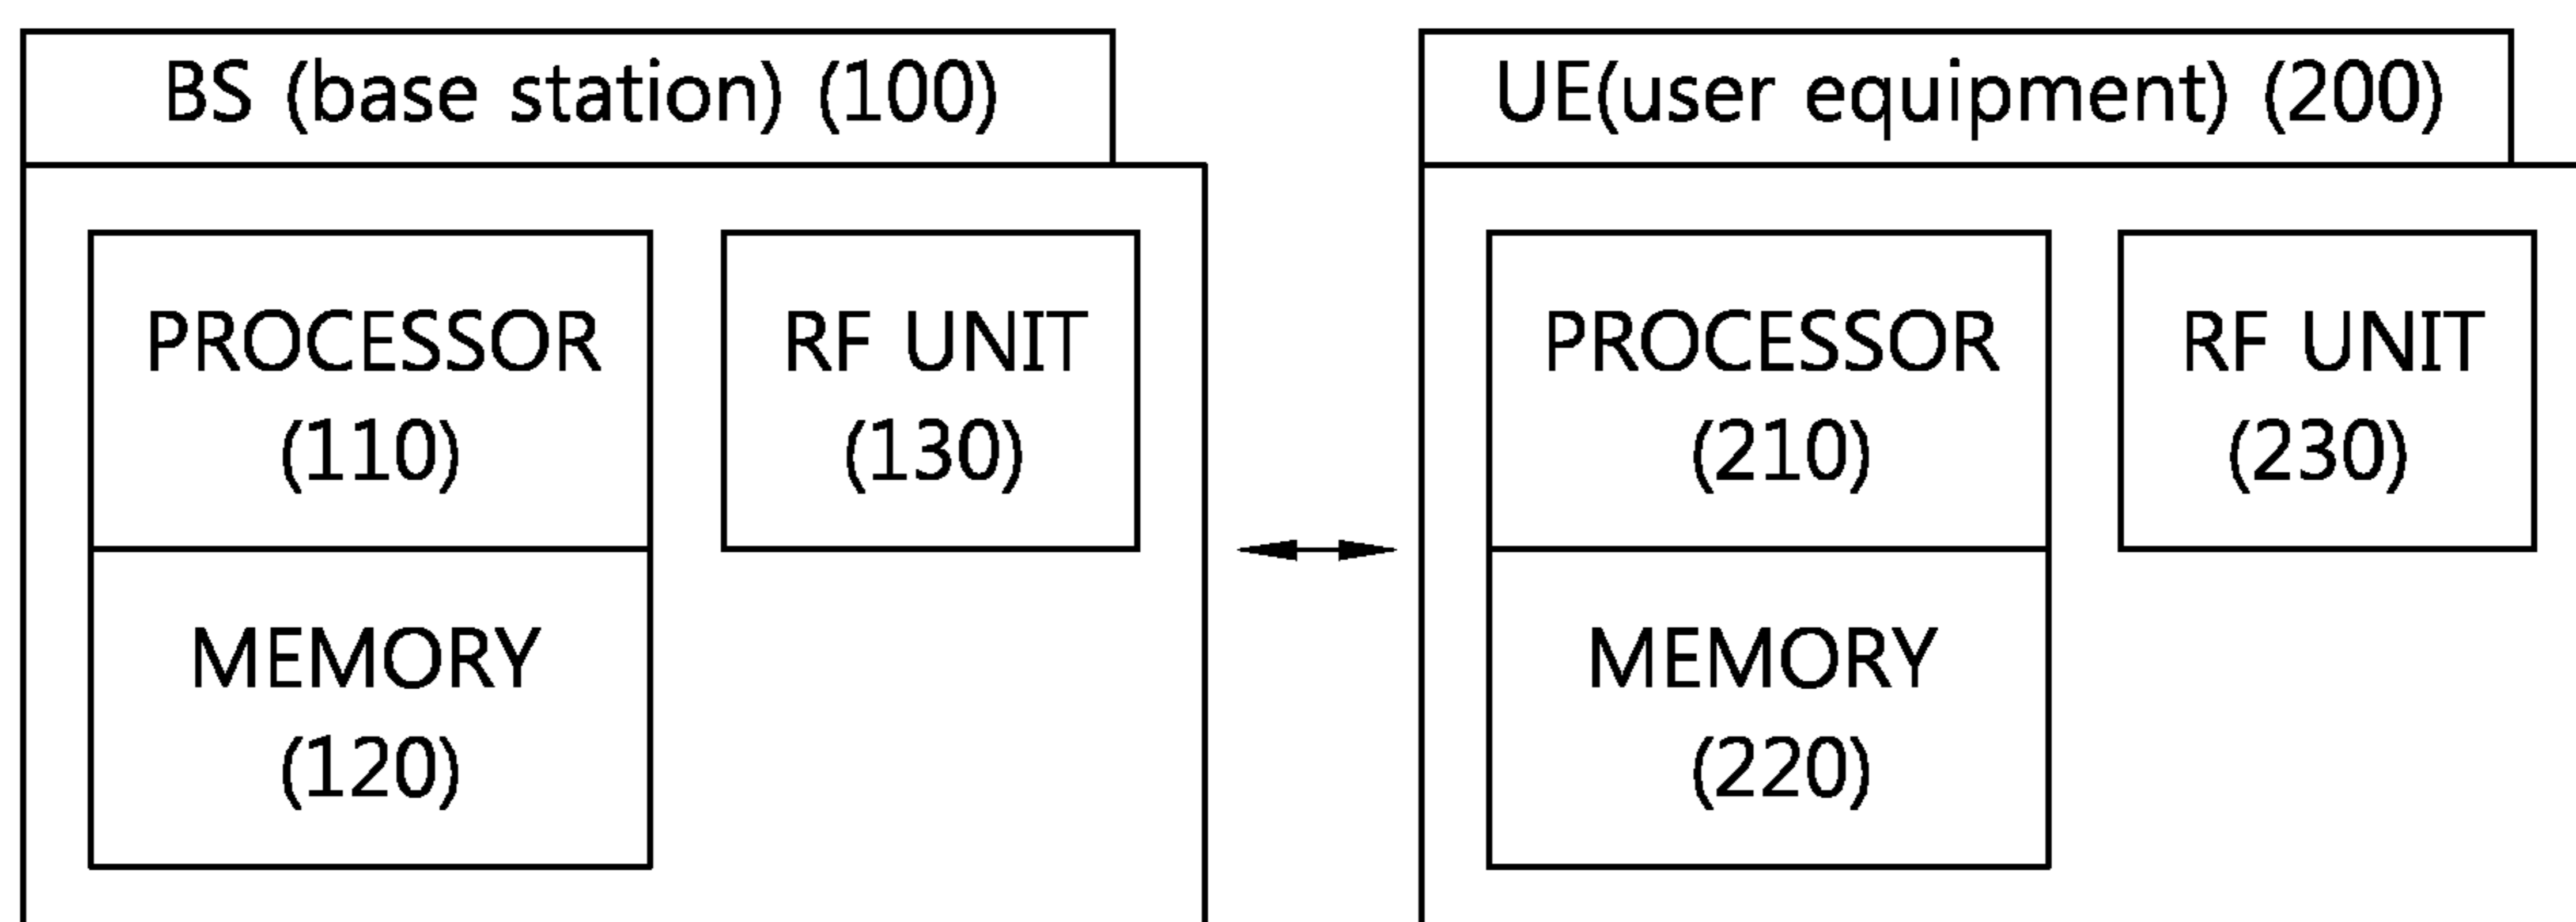 BS (base station) (100)
PROCESSOR
(110)
RF UNIT
(130)
MEMORY
(120)
UE(user equipment) (200)
PROCESSOR
(210)
RF UNIT
(230)
MEMORY
(220)